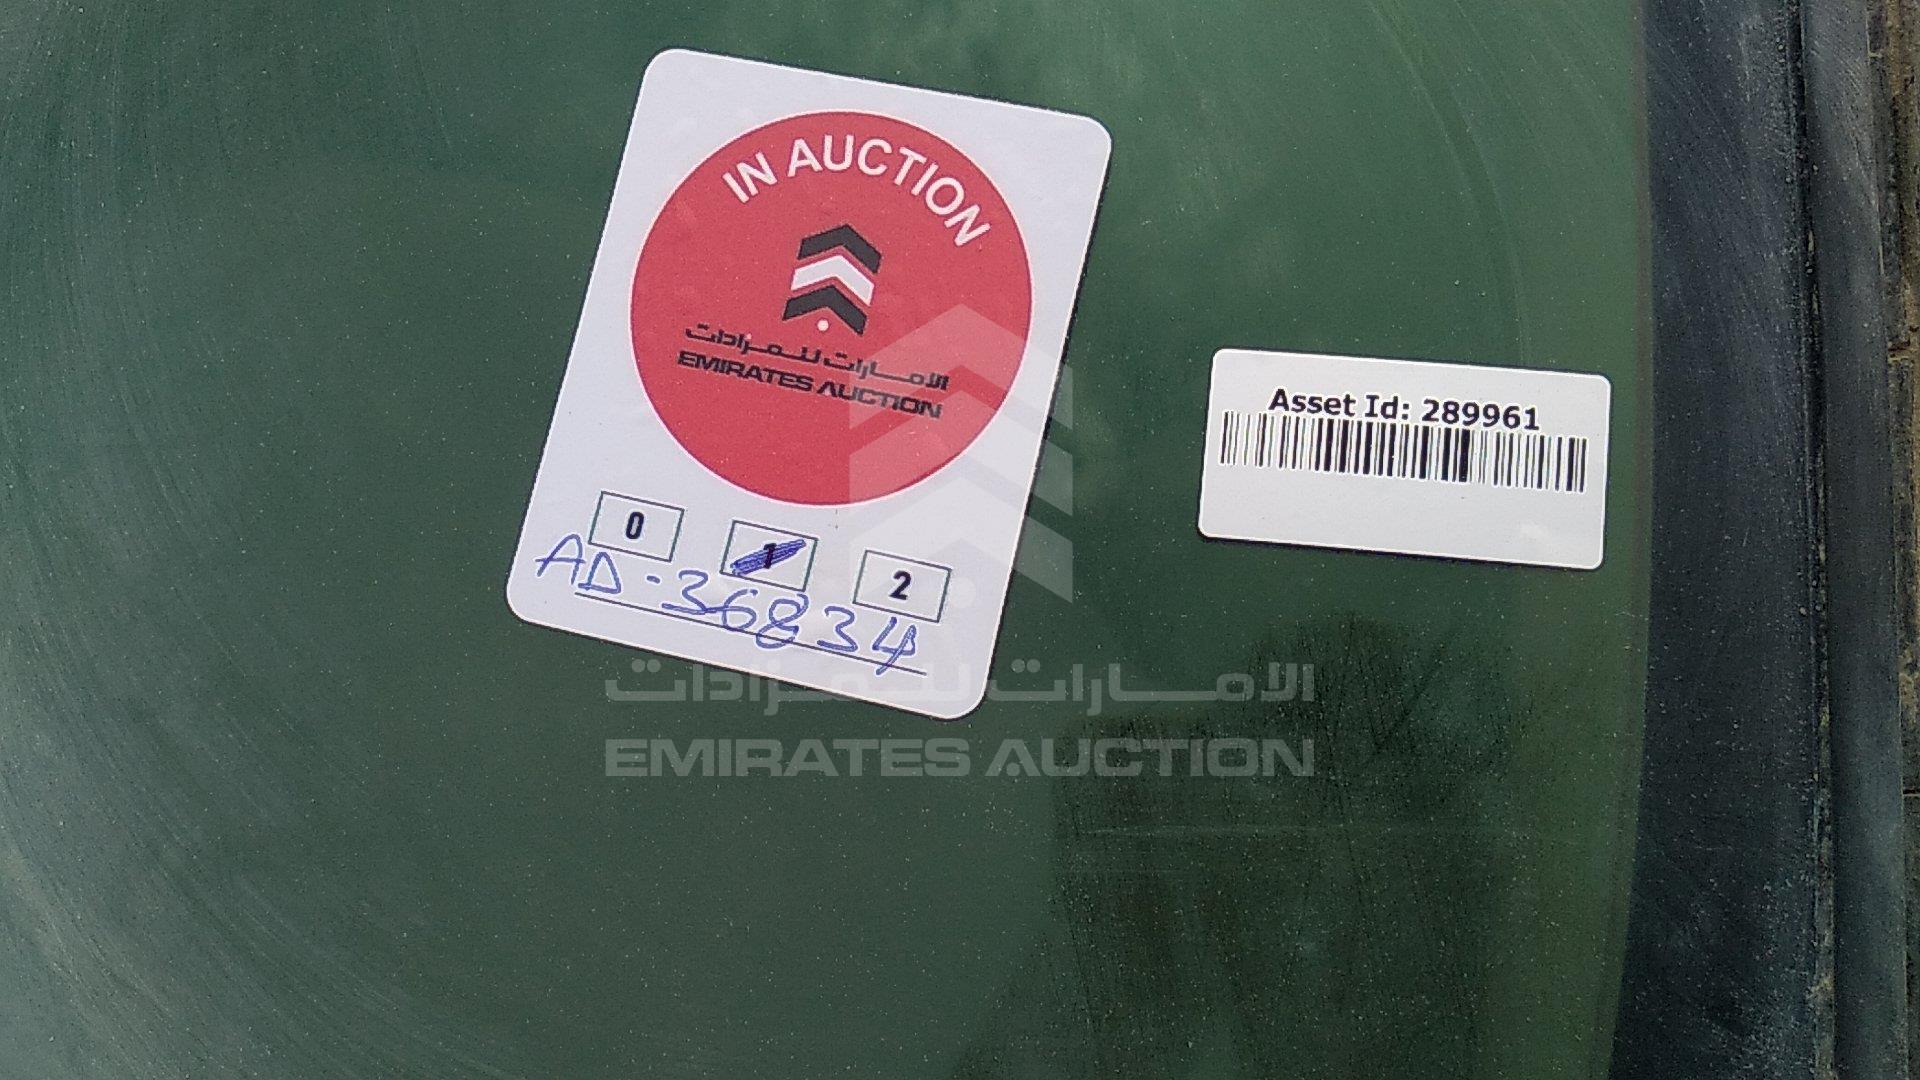 IN AUCTION
الامارات للمزادات
EMIRATES AUCTION
0 1 2
AD-36834
Asset Id: 289961
الامارات للمزادات
EMIRATES AUCTION